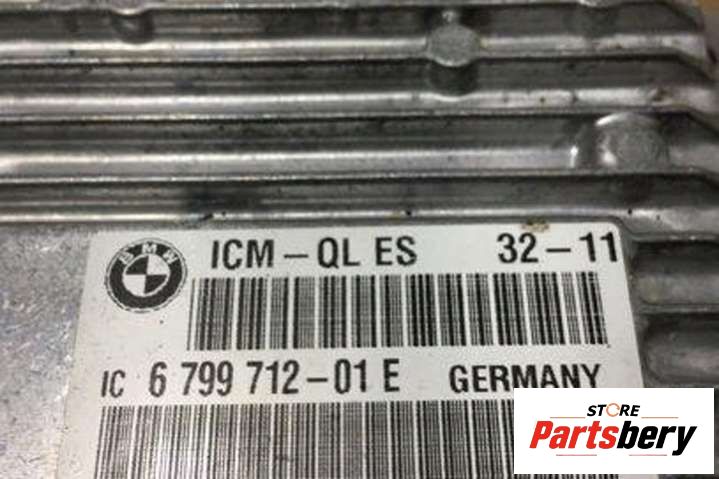 BMW
ICM-QL ES 32-11
IC 6 799 712-01 E GERMANY
STORE
Partsbery